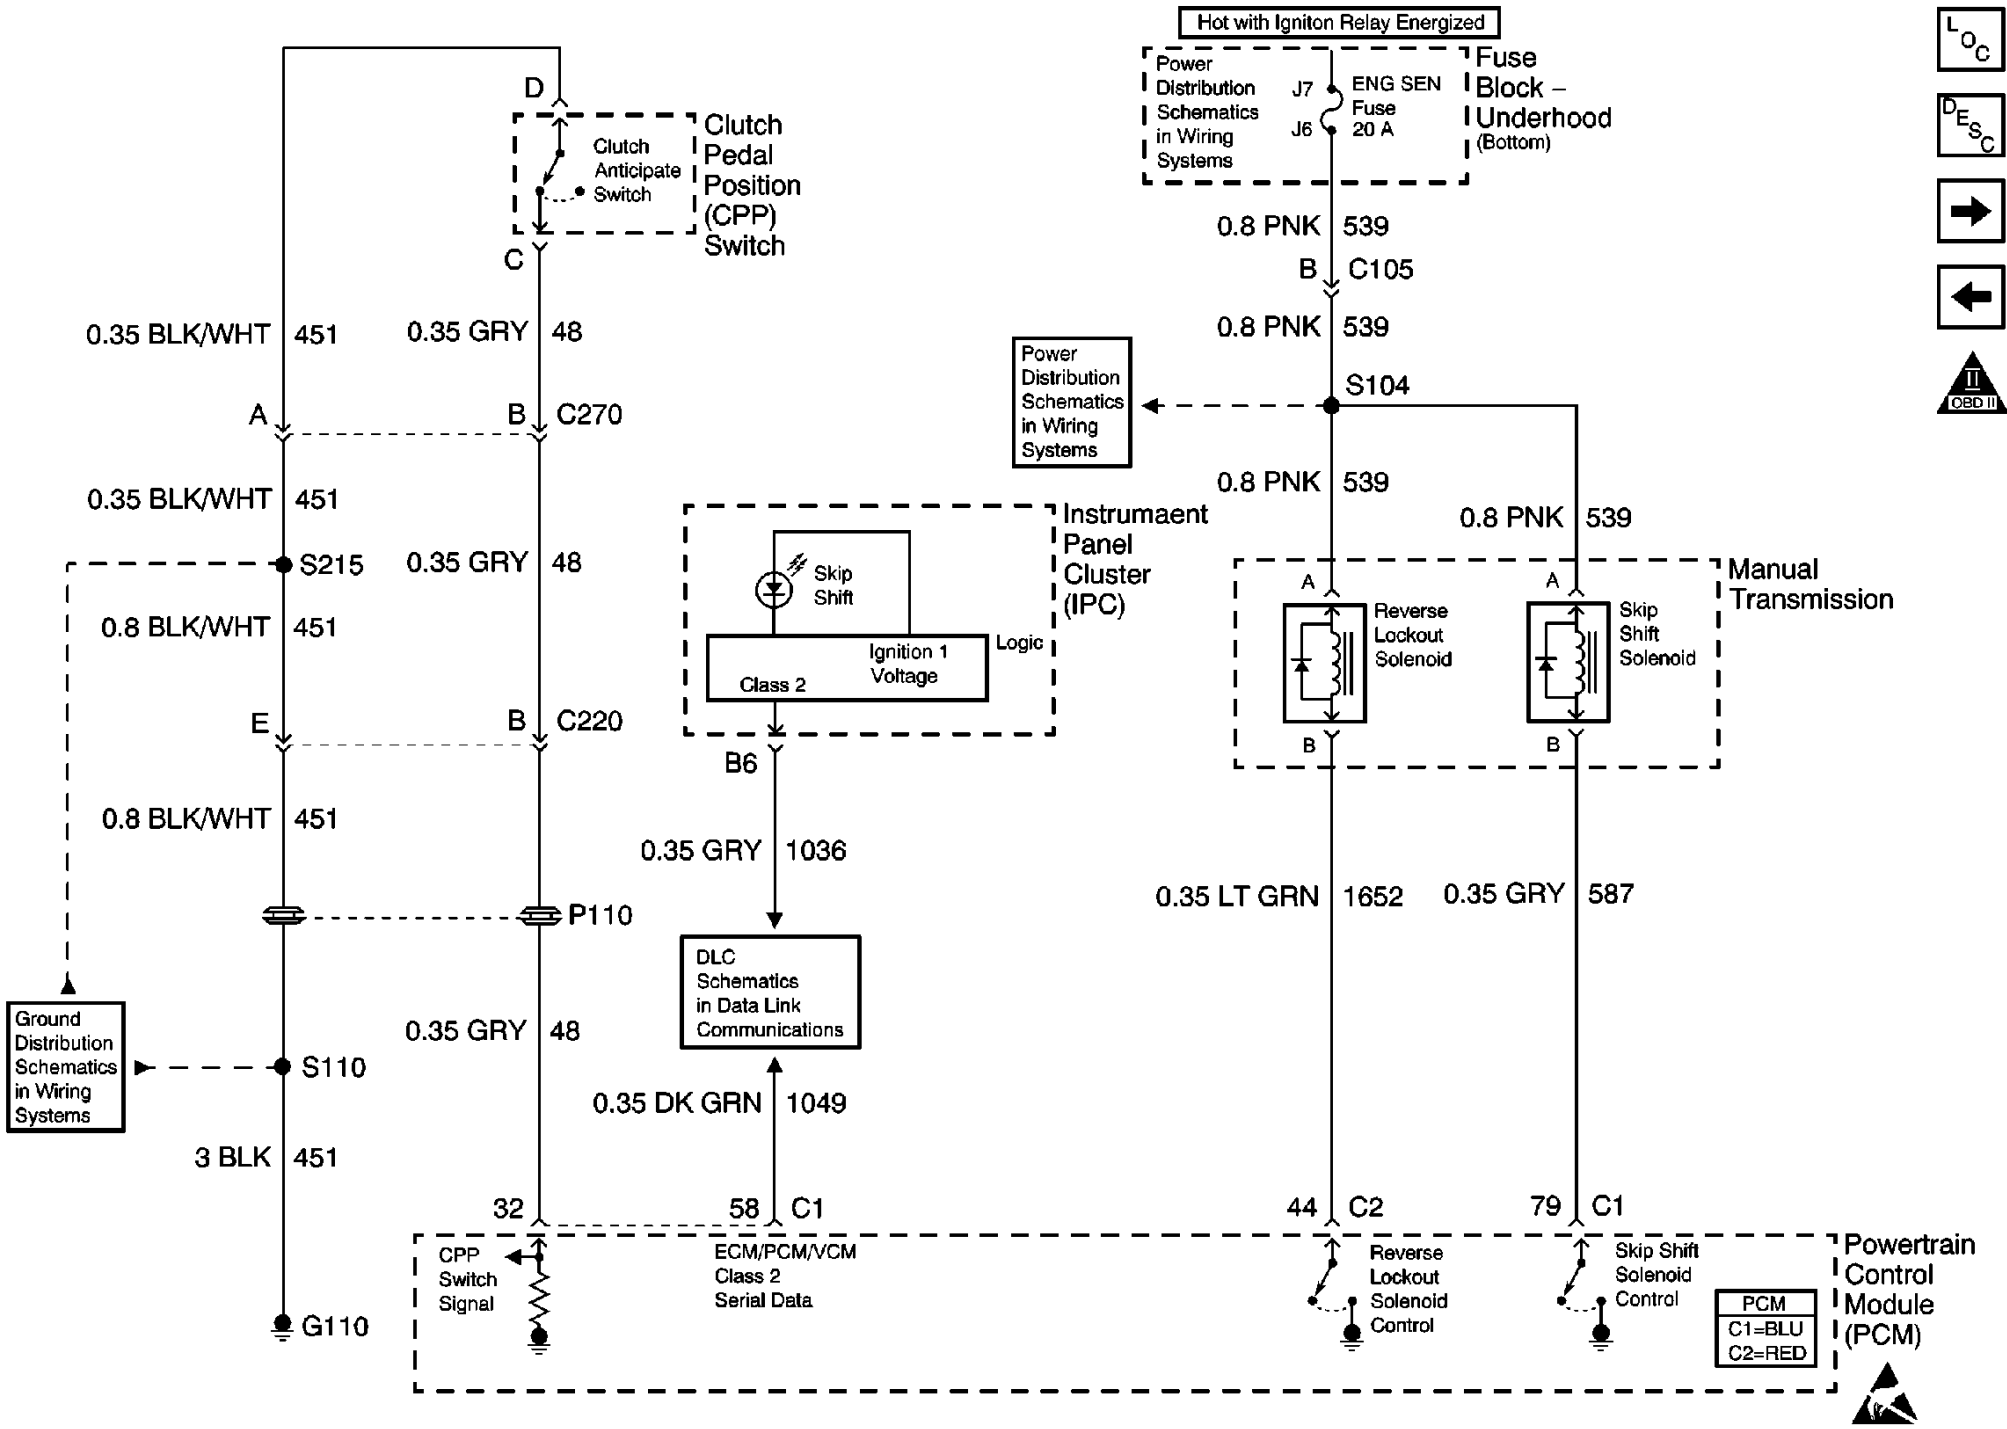 Hot with Igniton Relay Energized
Power
Distribution
Schematics
in Wiring
Systems
J7
J6
ENG SEN
Fuse
20 A
Fuse
Block –
Underhood
(Bottom)
L
O
C
D
E
S
C
II
OBD II
D
Clutch
Anticipate
Switch
Clutch
Pedal
Position
(CPP)
Switch
C
0.8 PNK 539
B C105
0.8 PNK 539
0.35 BLK/WHT 451
0.35 GRY 48
Power
Distribution
Schematics
in Wiring
Systems
S104
A
B C270
0.8 PNK 539
0.8 PNK 539
0.35 BLK/WHT 451
S215
0.35 GRY 48
0.8 BLK/WHT 451
Skip
Shift
Ignition 1
Voltage
Class 2
Logic
Instrumaent
Panel
Cluster
(IPC)
A
Reverse
Lockout
Solenoid
B
A
Skip
Shift
Solenoid
B
Manual
Transmission
E
B C220
B6
0.8 BLK/WHT 451
0.35 GRY 1036
0.35 LT GRN 1652
0.35 GRY 587
P110
DLC
Schematics
in Data Link
Communications
Ground
Distribution
Schematics
in Wiring
Systems
0.35 GRY 48
S110
0.35 DK GRN 1049
3 BLK 451
32
58 C1
44 C2
79 C1
G110
CPP
Switch
Signal
ECM/PCM/VCM
Class 2
Serial Data
Reverse
Lockout
Solenoid
Control
Skip Shift
Solenoid
Control
PCM
C1=BLU
C2=RED
Powertrain
Control
Module
(PCM)